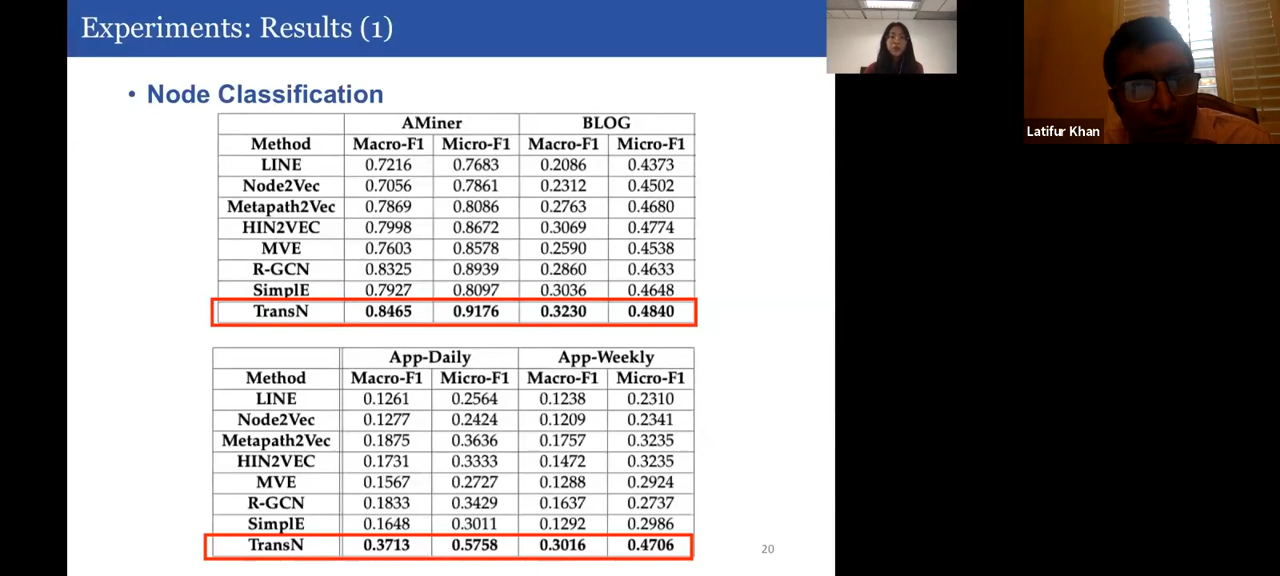 Experiments: Results (1)
• Node Classification
AMiner BLOG
Method Macro-F1 Micro-F1 Macro-F1 Micro-F1
LINE 0.7216 0.7683 0.2086 0.4373
Node2Vec 0.7056 0.7861 0.2312 0.4502
Metapath2Vec 0.7869 0.8086 0.2763 0.4680
HIN2VEC 0.7998 0.8672 0.3069 0.4774
MVE 0.7603 0.8578 0.2590 0.4538
R-GCN 0.8325 0.8939 0.2860 0.4633
SimplE 0.7927 0.8097 0.3036 0.4648
TransN 0.8465 0.9176 0.3230 0.4840
App-Daily App-Weekly
Method Macro-F1 Micro-F1 Macro-F1 Micro-F1
LINE 0.1261 0.2564 0.1238 0.2310
Node2Vec 0.1277 0.2424 0.1209 0.2341
Metapath2Vec 0.1875 0.3636 0.1757 0.3235
HIN2VEC 0.1731 0.3333 0.1472 0.3235
MVE 0.1567 0.2727 0.1288 0.2924
R-GCN 0.1833 0.3429 0.1637 0.2737
SimplE 0.1648 0.3011 0.1292 0.2986
TransN 0.3713 0.5758 0.3016 0.4706
20
Latifur Khan